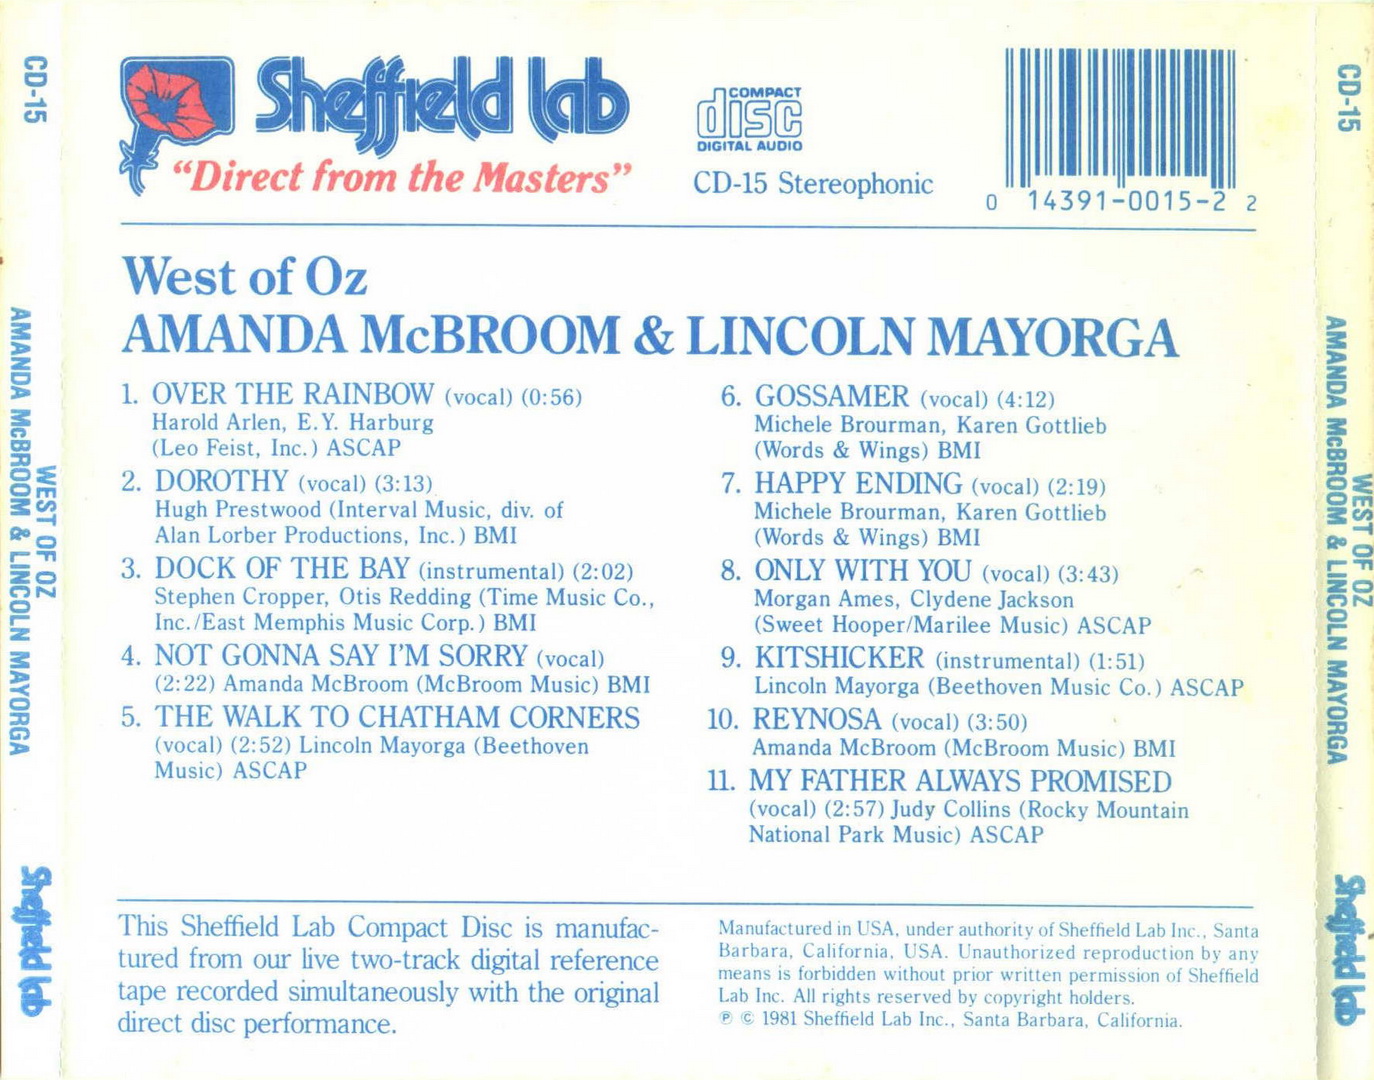 CD-15
AMANDA McBROOM & LINCOLN MAYORGA
WEST OF OZ
Sheffield lab
Sheffield lab
"Direct from the Masters"
COMPACT
disc
DIGITAL AUDIO
CD-15 Stereophonic
0 14391-0015-2 2
West of Oz
AMANDA McBROOM & LINCOLN MAYORGA
1. OVER THE RAINBOW (vocal) (0:56)
Harold Arlen, E.Y. Harburg
(Leo Feist, Inc.) ASCAP
2. DOROTHY (vocal) (3:13)
Hugh Prestwood (Interval Music, div. of
Alan Lorber Productions, Inc.) BMI
3. DOCK OF THE BAY (instrumental) (2:02)
Stephen Cropper, Otis Redding (Time Music Co.,
Inc./East Memphis Music Corp.) BMI
4. NOT GONNA SAY I'M SORRY (vocal)
(2:22) Amanda McBroom (McBroom Music) BMI
5. THE WALK TO CHATHAM CORNERS
(vocal) (2:52) Lincoln Mayorga (Beethoven
Music) ASCAP
6. GOSSAMER (vocal) (4:12)
Michele Brourman, Karen Gottlieb
(Words & Wings) BMI
7. HAPPY ENDING (vocal) (2:19)
Michele Brourman, Karen Gottlieb
(Words & Wings) BMI
8. ONLY WITH YOU (vocal) (3:43)
Morgan Ames, Clydene Jackson
(Sweet Hooper/Marilee Music) ASCAP
9. KITSHICKER (instrumental) (1:51)
Lincoln Mayorga (Beethoven Music Co.) ASCAP
10. REYNOSA (vocal) (3:50)
Amanda McBroom (McBroom Music) BMI
11. MY FATHER ALWAYS PROMISED
(vocal) (2:57) Judy Collins (Rocky Mountain
National Park Music) ASCAP
This Sheffield Lab Compact Disc is manufac-
tured from our live two-track digital reference
tape recorded simultaneously with the original
direct disc performance.
Manufactured in USA, under authority of Sheffield Lab Inc., Santa
Barbara, California, USA. Unauthorized reproduction by any
means is forbidden without prior written permission of Sheffield
Lab Inc. All rights reserved by copyright holders.
℗ © 1981 Sheffield Lab Inc., Santa Barbara, California.
CD-15
WEST OF OZ
AMANDA McBROOM & LINCOLN MAYORGA
Sheffield lab